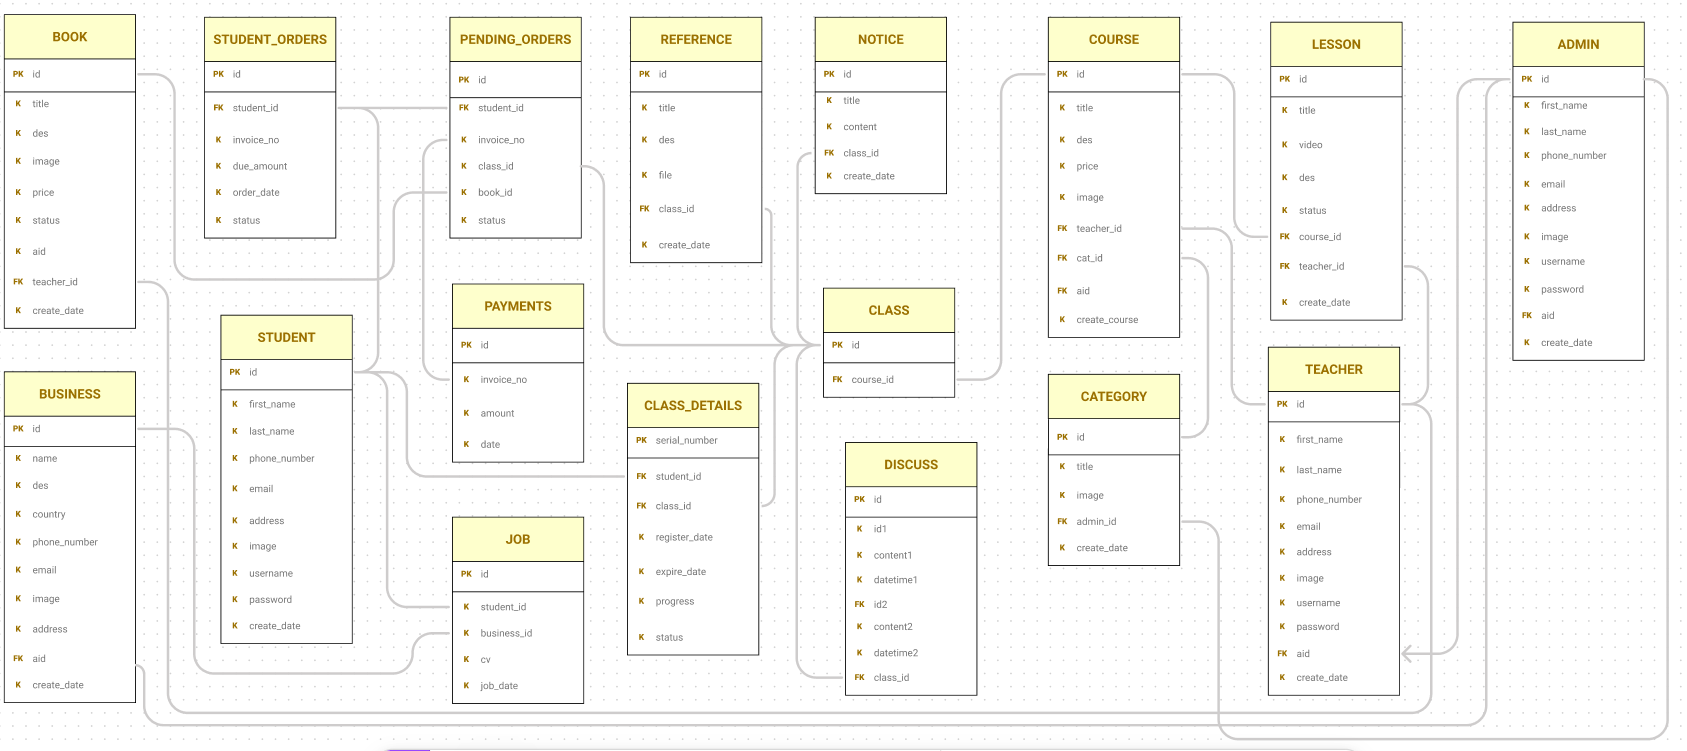 BOOK
PK id
K title
K des
K image
K price
K status
K aid
FK teacher_id
K create_date
STUDENT_ORDERS
PK id
FK student_id
K invoice_no
K due_amount
K order_date
K status
PENDING_ORDERS
PK id
FK student_id
K invoice_no
K class_id
K book_id
K status
REFERENCE
PK id
K title
K des
K file
FK class_id
K create_date
NOTICE
PK id
K title
K content
FK class_id
K create_date
COURSE
PK id
K title
K des
K price
K image
FK teacher_id
FK cat_id
FK aid
K create_course
LESSON
PK id
K title
K video
K des
K status
FK course_id
FK teacher_id
K create_date
ADMIN
PK id
K first_name
K last_name
K phone_number
K email
K address
K image
K username
K password
FK aid
K create_date
BUSINESS
PK id
K name
K des
K country
K phone_number
K email
K image
K address
FK aid
K create_date
STUDENT
PK id
K first_name
K last_name
K phone_number
K email
K address
K image
K username
K password
K create_date
PAYMENTS
PK id
K invoice_no
K amount
K date
JOB
PK id
K student_id
K business_id
K cv
K job_date
CLASS_DETAILS
PK serial_number
FK student_id
FK class_id
K register_date
K expire_date
K progress
K status
CLASS
PK id
FK course_id
DISCUSS
PK id
K id1
K content1
K datetime1
FK id2
K content2
K datetime2
FK class_id
CATEGORY
PK id
K title
K image
FK admin_id
K create_date
TEACHER
PK id
K first_name
K last_name
K phone_number
K email
K address
K image
K username
K password
FK aid
K create_date